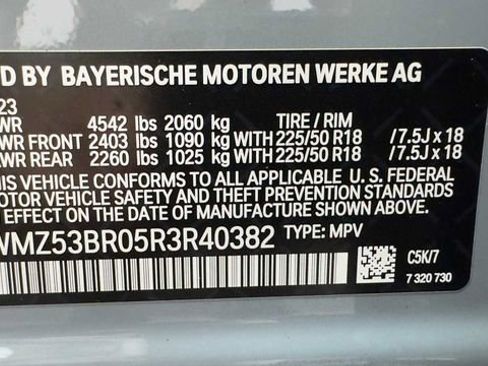 D BY BAYERISCHE MOTOREN WERKE AG
23
WR 4542 lbs 2060 kg TIRE / RIM
WR FRONT 2403 lbs 1090 kg WITH 225/50 R18 /7.5J x 18
WR REAR 2260 lbs 1025 kg WITH 225/50 R18 /7.5J x 18
HIS VEHICLE CONFORMS TO ALL APPLICABLE U. S. FEDERAL
OTOR VEHICLE SAFETY AND THEFT PREVENTION
STANDARDS IN EFFECT ON THE DATE OF MANUFACTURE SHOWN ABOVE.
WMZ53BR05R3R40382 TYPE: MPV
C5K/7
7 320 730